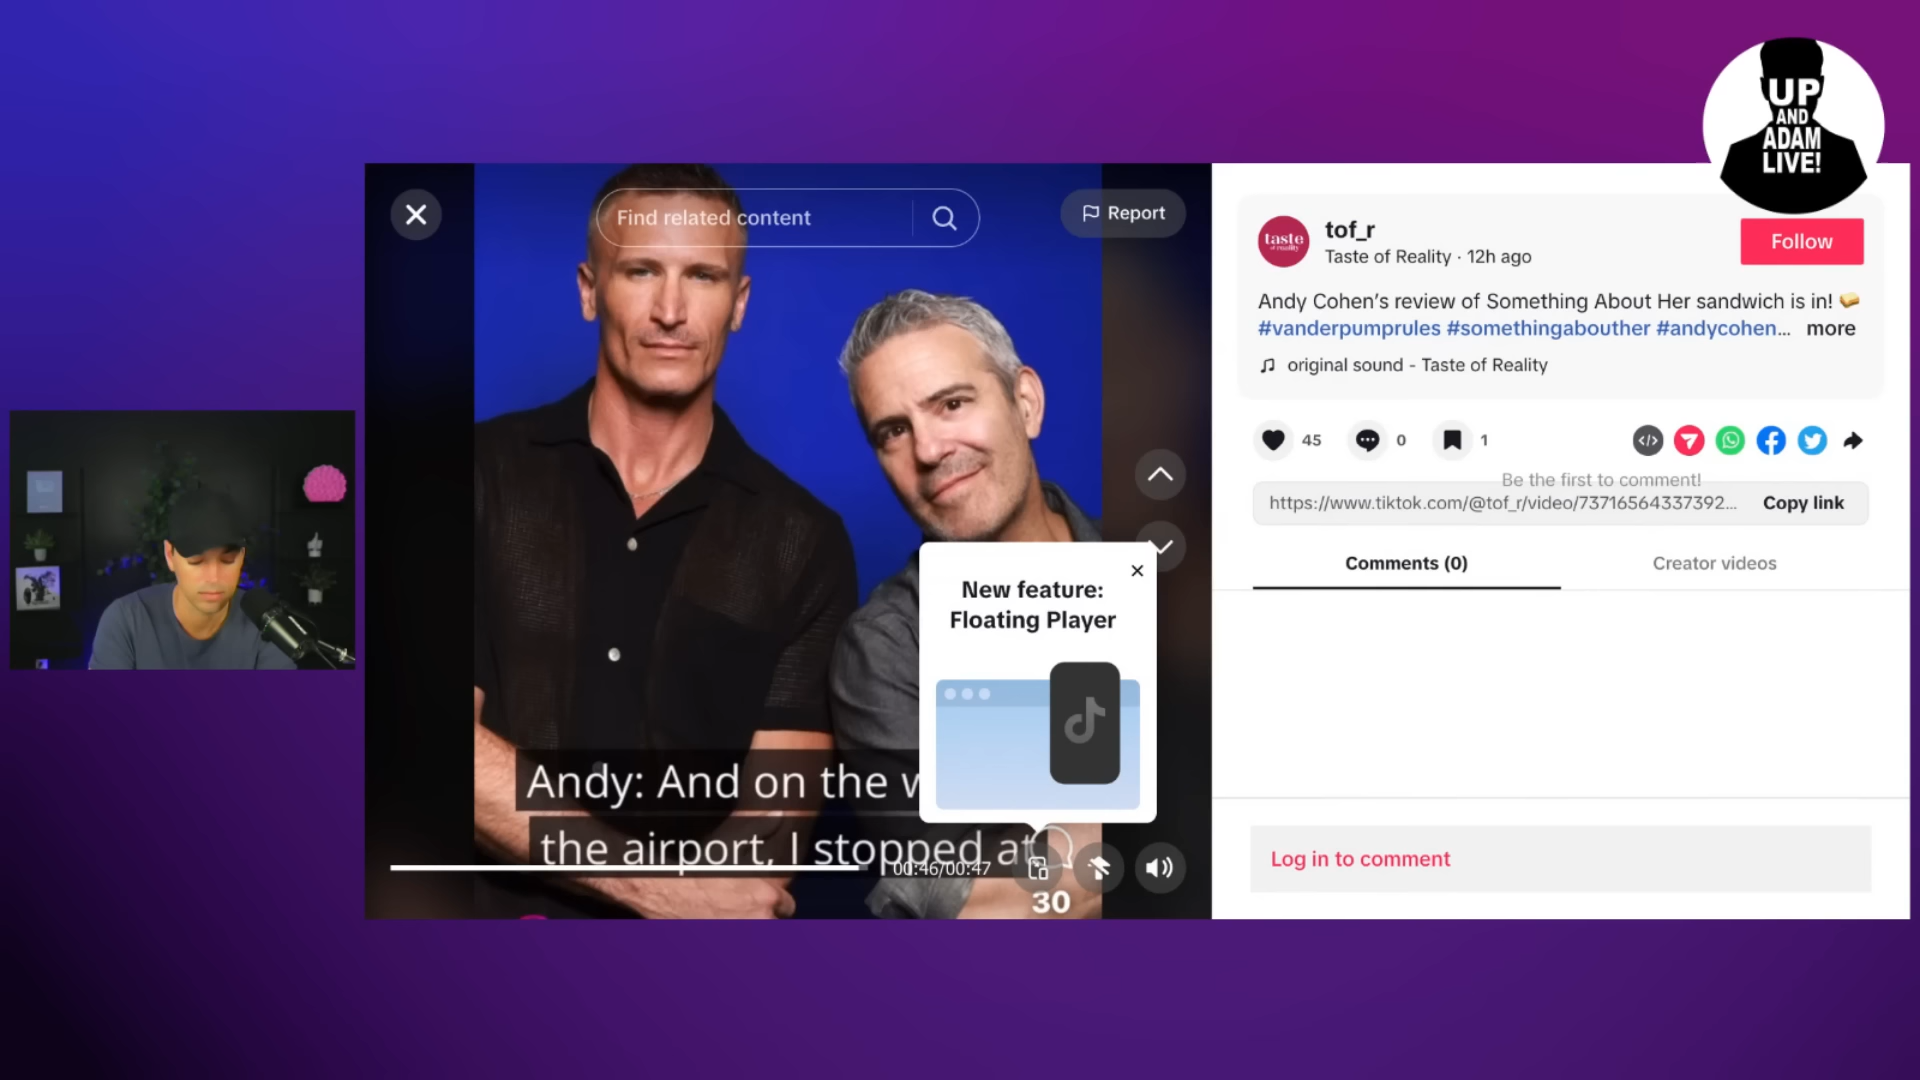 UP
AND
ADAM
LIVE!
Find related content
Report
taste
of reality
tof_r
Taste of Reality · 12h ago
Follow
Andy Cohen's review of Something About Her sandwich is in! 🥪
#vanderpumprules #somethingabouther #andycohen... more
original sound - Taste of Reality
45
0
1
Be the first to comment!
https://www.tiktok.com/@tof_r/video/73716564337392...
Copy link
Comments (0)
Creator videos
New feature:
Floating Player
Andy: And on the w
the airport, I stopped at
00:46/00:47
30
Log in to comment